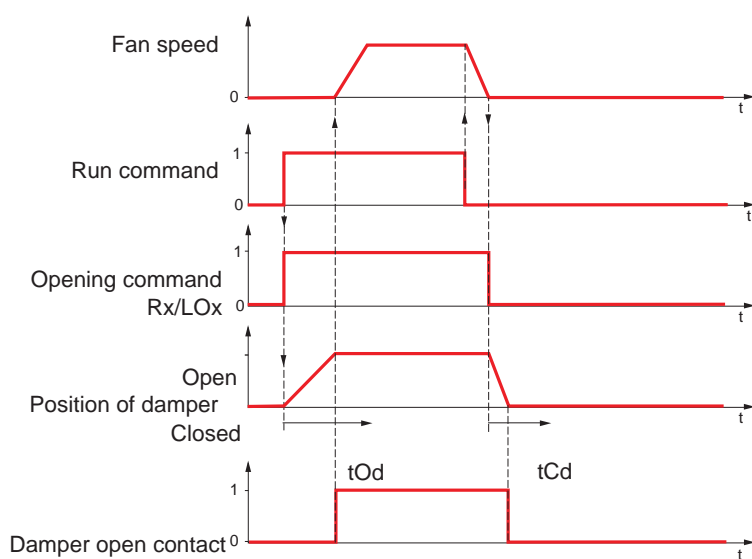 Fan speed
0
t
Run command
1
0
t
Opening command
Rx/LOx
1
0
t
Open
Position of damper
Closed
t
tOd
tCd
1
Damper open contact
0
t